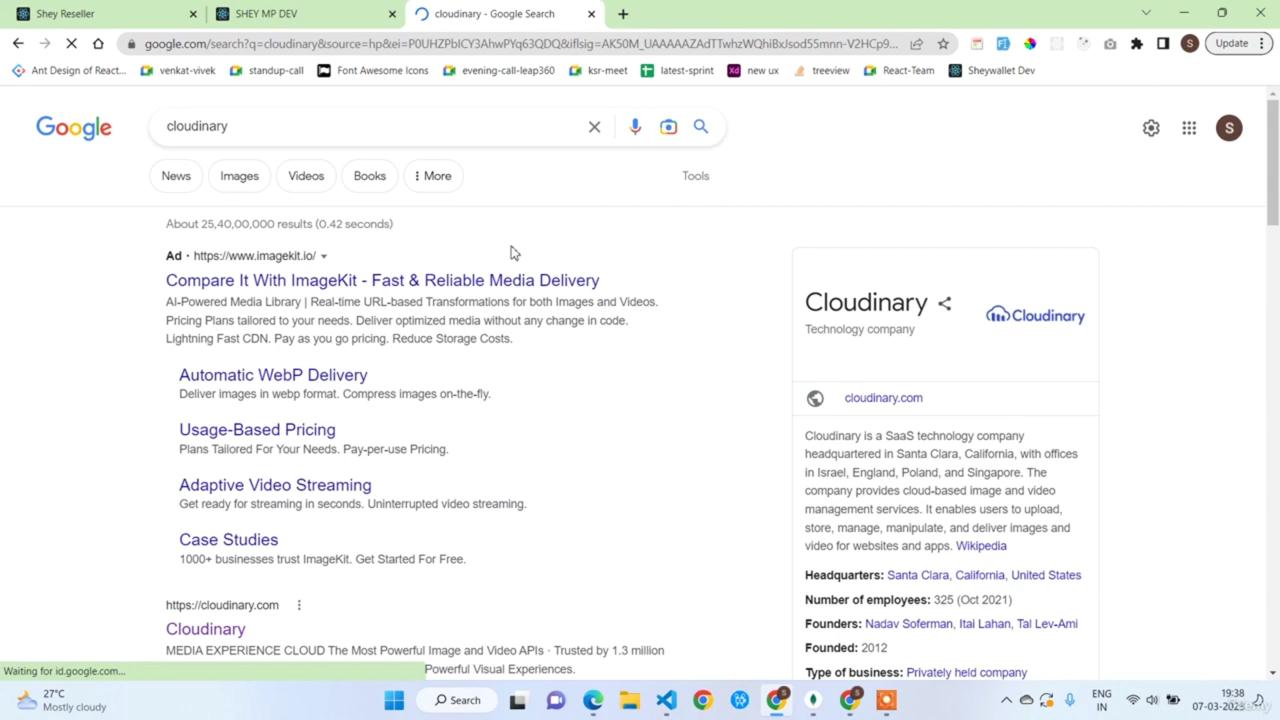 Shey Reseller
SHEY MP DEV
cloudinary - Google Search
google.com/search?q=cloudinary&source=hp&ei=P0UHZPbICY3AhwPYq63QDQ&iflsig=AK50M_UAAAAAZAdTTwhzWQhiBxJsod55mnn-V2HCp9...
Update
Ant Design of React...
venkat-vivek
standup-call
Font Awesome Icons
evening-call-leap360
ksr-meet
latest-sprint
new ux
treeview
React-Team
Sheywallet Dev
Google
cloudinary
S
News
Images
Videos
Books
More
Tools
About 25,40,00,000 results (0.42 seconds)
Ad · https://www.imagekit.io/
Compare It With ImageKit - Fast & Reliable Media Delivery
AI-Powered Media Library | Real-time URL-based Transformations for both Images and Videos.
Pricing Plans tailored to your needs. Deliver optimized media without any change in code.
Lightning Fast CDN. Pay as you go pricing. Reduce Storage Costs.
Automatic WebP Delivery
Deliver images in webp format. Compress images on-the-fly.
Usage-Based Pricing
Plans Tailored For Your Needs. Pay-per-use Pricing.
Adaptive Video Streaming
Get ready for streaming in seconds. Uninterrupted video streaming.
Case Studies
1000+ businesses trust ImageKit. Get Started For Free.
https://cloudinary.com
Cloudinary
MEDIA EXPERIENCE CLOUD The Most Powerful Image and Video APIs · Trusted by 1.3 million
Powerful Visual Experiences.
Cloudinary
Technology company
Cloudinary
cloudinary.com
Cloudinary is a SaaS technology company
headquartered in Santa Clara, California, with offices
in Israel, England, Poland, and Singapore. The
company provides cloud-based image and video
management services. It enables users to upload,
store, manage, manipulate, and deliver images and
video for websites and apps. Wikipedia
Headquarters: Santa Clara, California, United States
Number of employees: 325 (Oct 2021)
Founders: Nadav Soferman, Itai Lahan, Tal Lev-Ami
Founded: 2012
Type of business: Privately held company
Waiting for id.google.com...
27°C
Mostly cloudy
Search
ENG
IN
19:38
07-03-2023